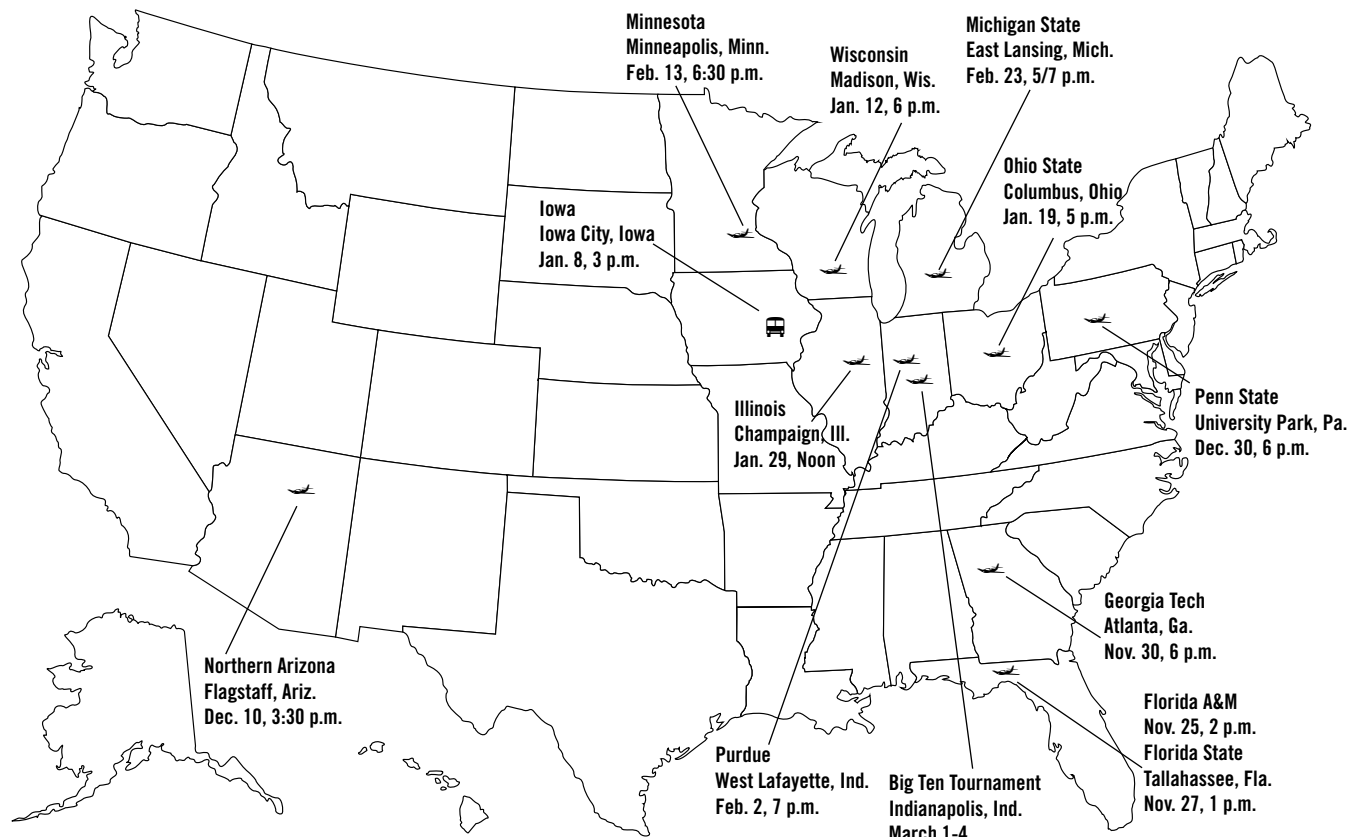 Minnesota
Minneapolis, Minn.
Feb. 13, 6:30 p.m.
Wisconsin
Madison, Wis.
Jan. 12, 6 p.m.
Michigan State
East Lansing, Mich.
Feb. 23, 5/7 p.m.
Ohio State
Columbus, Ohio
Jan. 19, 5 p.m.
Iowa
Iowa City, Iowa
Jan. 8, 3 p.m.
Illinois
Champaign, Ill.
Jan. 29, Noon
Penn State
University Park, Pa.
Dec. 30, 6 p.m.
Georgia Tech
Atlanta, Ga.
Nov. 30, 6 p.m.
Northern Arizona
Flagstaff, Ariz.
Dec. 10, 3:30 p.m.
Purdue
West Lafayette, Ind.
Feb. 2, 7 p.m.
Big Ten Tournament
Indianapolis, Ind.
March 1-4
Florida A&M
Nov. 25, 2 p.m.
Florida State
Tallahassee, Fla.
Nov. 27, 1 p.m.